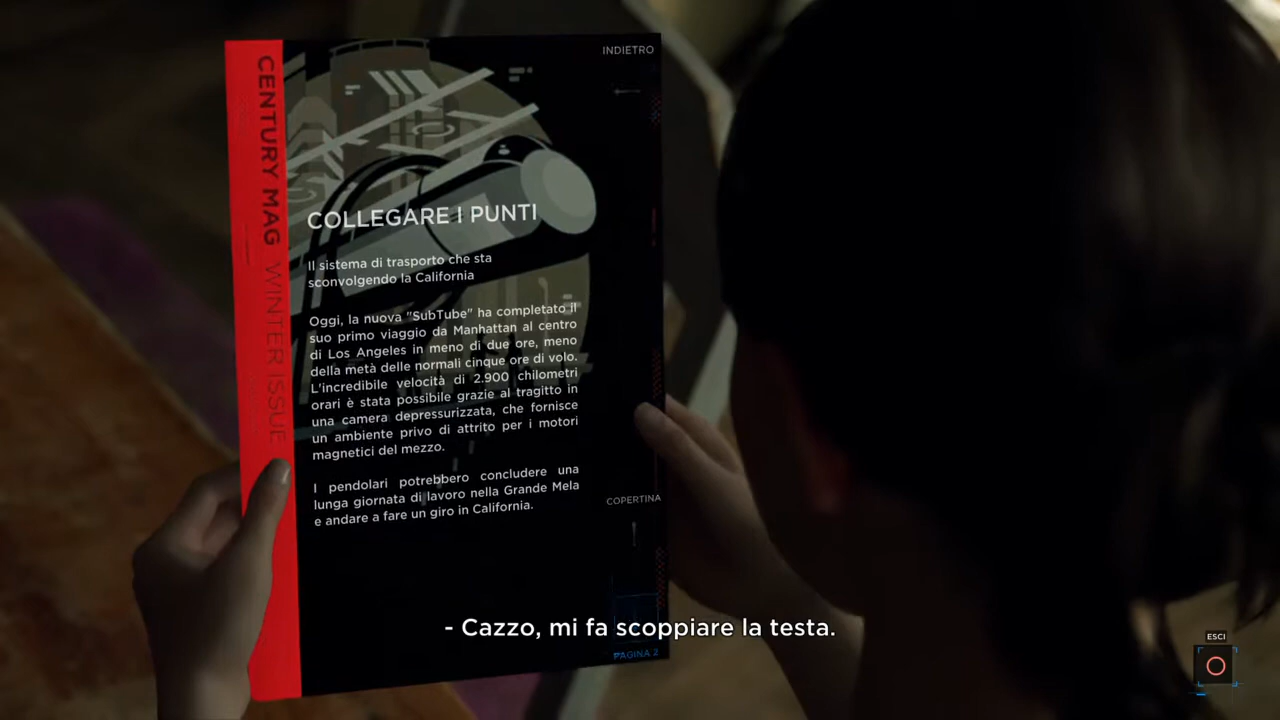 INDIETRO
CENTURY MAG WINTER ISSUE
COLLEGARE I PUNTI
Il sistema di trasporto che sta
sconvolgendo la California
Oggi, la nuova "SubTube" ha completato il
suo primo viaggio da Manhattan al centro
di Los Angeles in meno di due ore, meno
della metà delle normali cinque ore di volo.
L'incredibile velocità di 2.900 chilometri
orari è stata possibile grazie al tragitto in
una camera depressurizzata, che fornisce
un ambiente privo di attrito per i motori
magnetici del mezzo.
I pendolari potrebbero concludere una
lunga giornata di lavoro nella Grande Mela
e andare a fare un giro in California.
COPERTINA
- Cazzo, mi fa scoppiare la testa.
PAGINA 2
ESCI